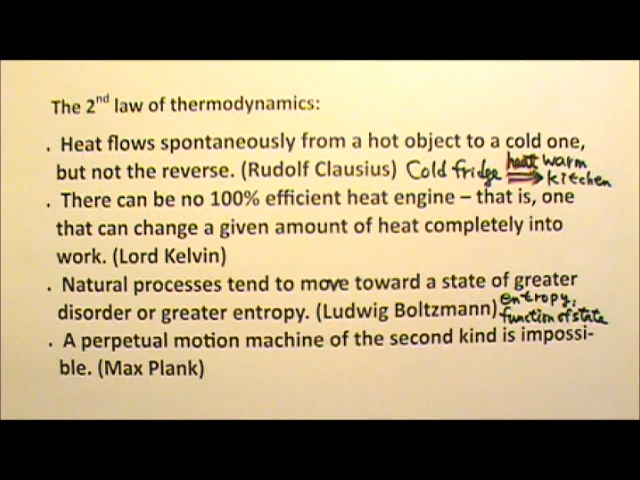 The 2nd law of thermodynamics:
. Heat flows spontaneously from a hot object to a cold one,
but not the reverse. (Rudolf Clausius) Cold fridge heat warm
kitchen
. There can be no 100% efficient heat engine – that is, one
that can change a given amount of heat completely into
work. (Lord Kelvin)
. Natural processes tend to move toward a state of greater
disorder or greater entropy. (Ludwig Boltzmann) entropy,
function of state
. A perpetual motion machine of the second kind is impossi-
ble. (Max Plank)